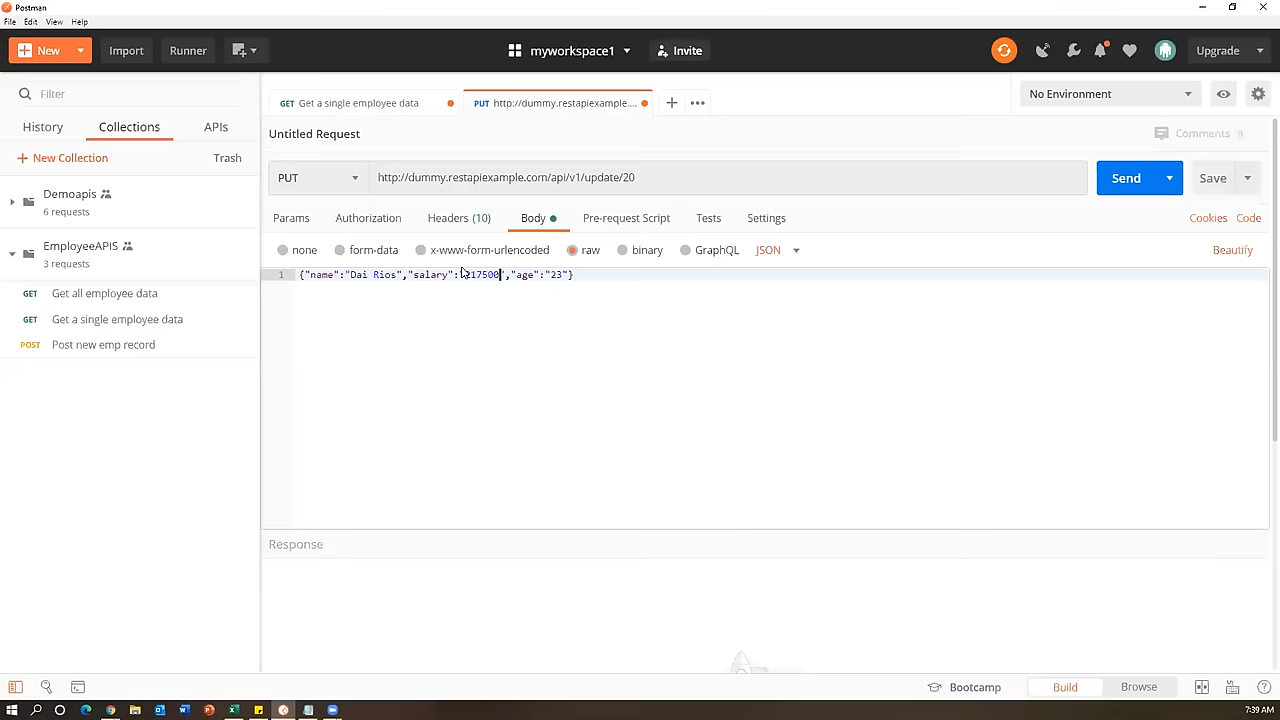 Postman
File Edit View Help
New Import Runner myworkspace1 Invite Upgrade
Filter
History Collections APIs
New Collection Trash
Demoapis
6 requests
EmployeeAPIS
3 requests
GET Get all employee data
GET Get a single employee data
POST Post new emp record
GET Get a single employee data PUT http://dummy.restapiexample.... No Environment
Untitled Request Comments 0
PUT http://dummy.restapiexample.com/api/v1/update/20 Send Save
Params Authorization Headers (10) Body Pre-request Script Tests Settings Cookies Code
none form-data x-www-form-urlencoded raw binary GraphQL JSON Beautify
1 {"name":"Dai Rios","salary":"217500","age":"23"}
Response
Bootcamp Build Browse
7:39 AM